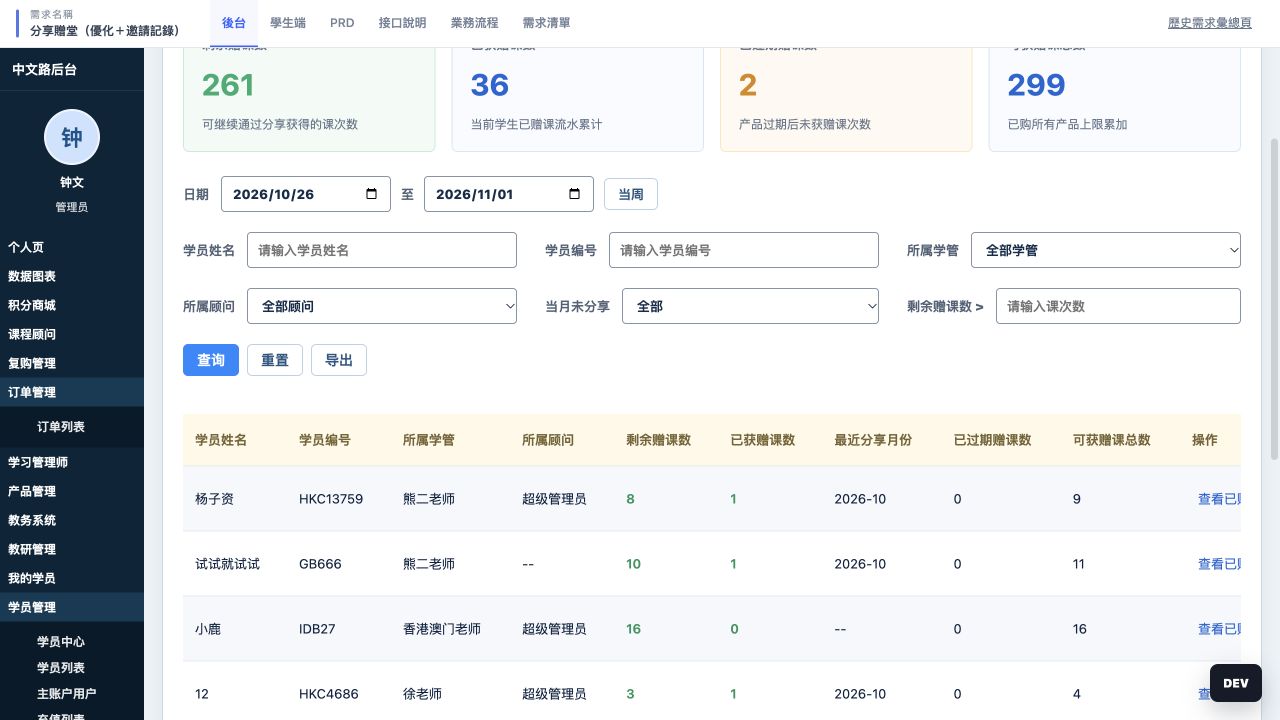 需求名稱
分享贈堂（優化＋邀請記錄）
後台
學生端
PRD
接口說明
業務流程
需求清單
歷史需求彙總頁
中文路后台
钟
钟文
管理员
个人页
数据图表
积分商城
课程顾问
复购管理
订单管理
订单列表
学习管理师
产品管理
教务系统
教研管理
我的学员
学员管理
学员中心
学员列表
主账户用户
261
可继续通过分享获得的课次数
36
当前学生已赠课流水累计
2
产品过期后未获赠课次数
299
已购所有产品上限累加
日期 2026/10/26 至 2026/11/01 当周
学员姓名 请输入学员姓名 学员编号 请输入学员编号 所属学管 全部学管
所属顾问 全部顾问 当月未分享 全部 剩余赠课数 > 请输入课次数
查询 重置 导出
学员姓名 学员编号 所属学管 所属顾问 剩余赠课数 已获赠课数 最近分享月份 已过期赠课数 可获赠课总数 操作
杨子资 HKC13759 熊二老师 超级管理员 8 1 2026-10 0 9 查看已
试试就试试 GB666 熊二老师 -- 10 1 2026-10 0 11 查看已
小鹿 IDB27 香港澳门老师 超级管理员 16 0 -- 0 16 查看已
12 HKC4686 徐老师 超级管理员 3 1 2026-10 0 4 查
DEV